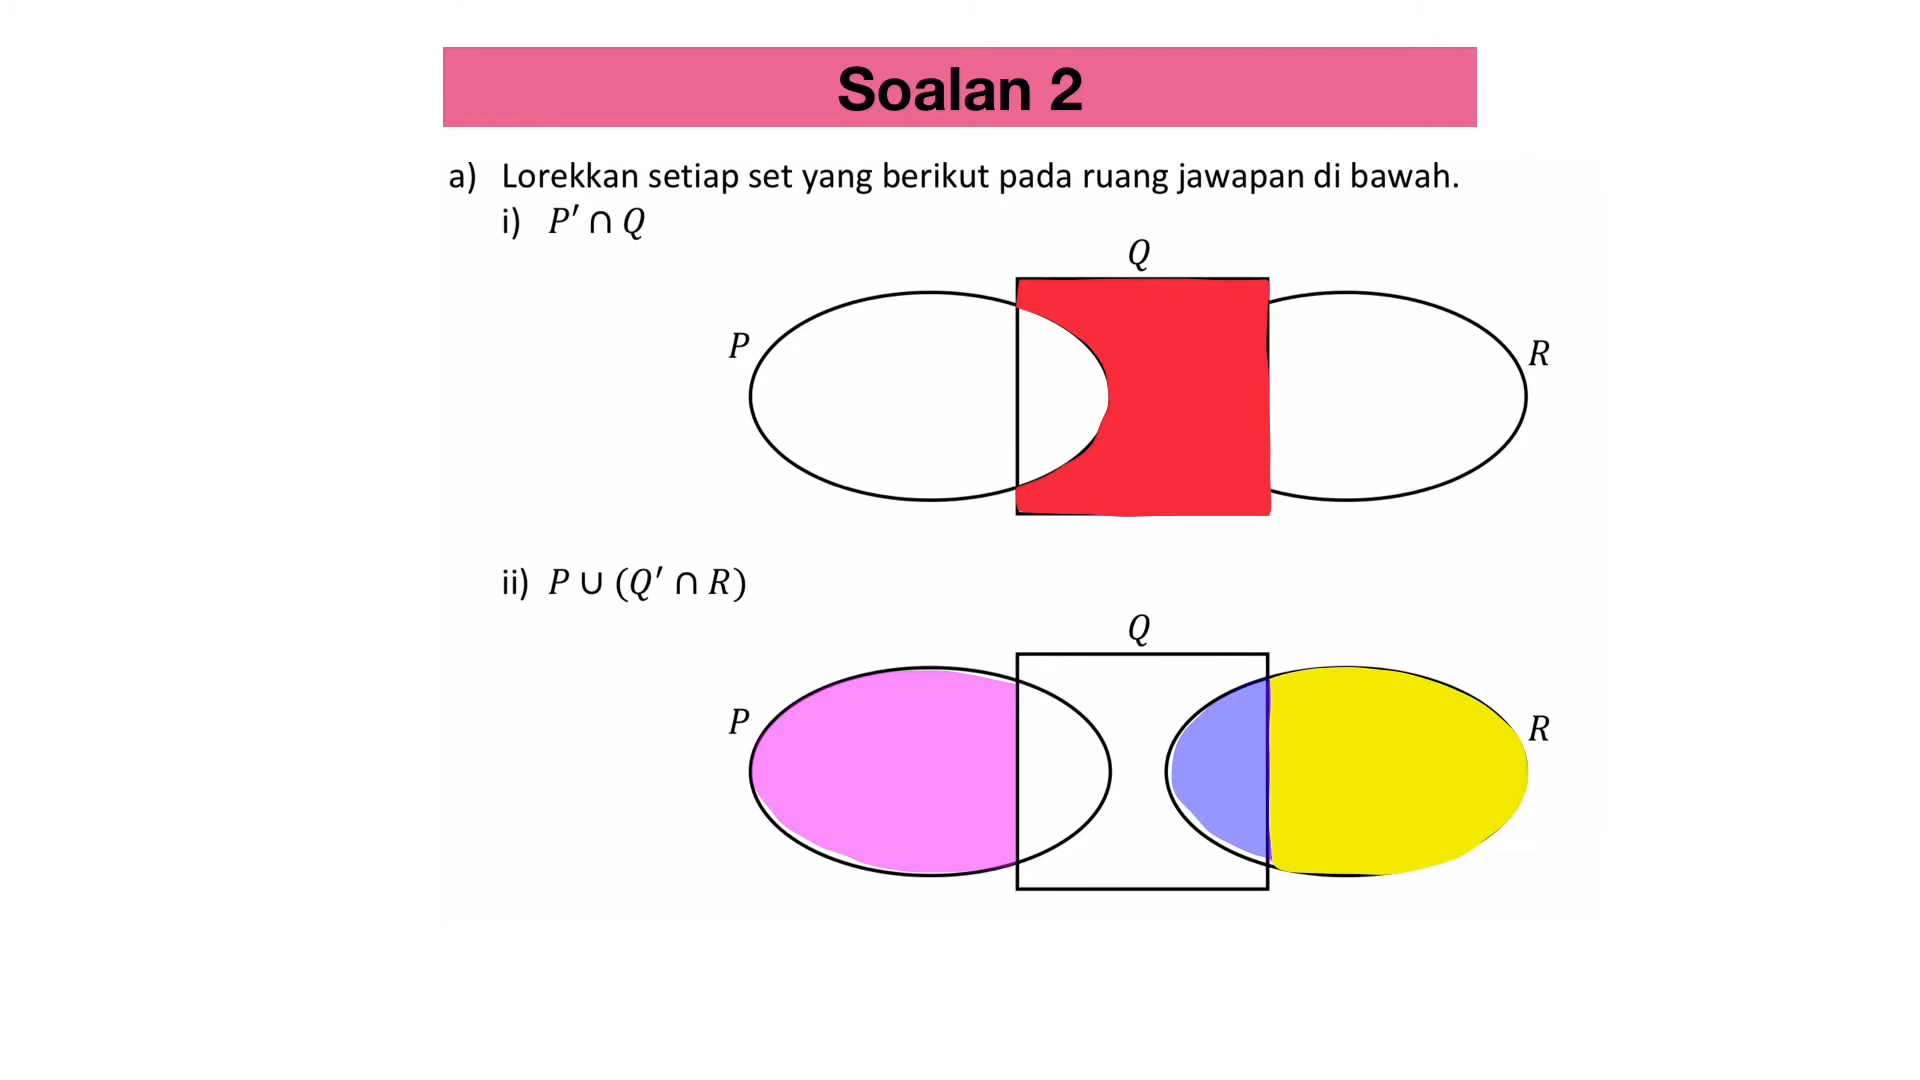 Soalan 2
a) Lorekkan setiap set yang berikut pada ruang jawapan di bawah.
i) P′ ∩ Q
Q
P
R
ii) P ∪ (Q′ ∩ R)
Q
P
R